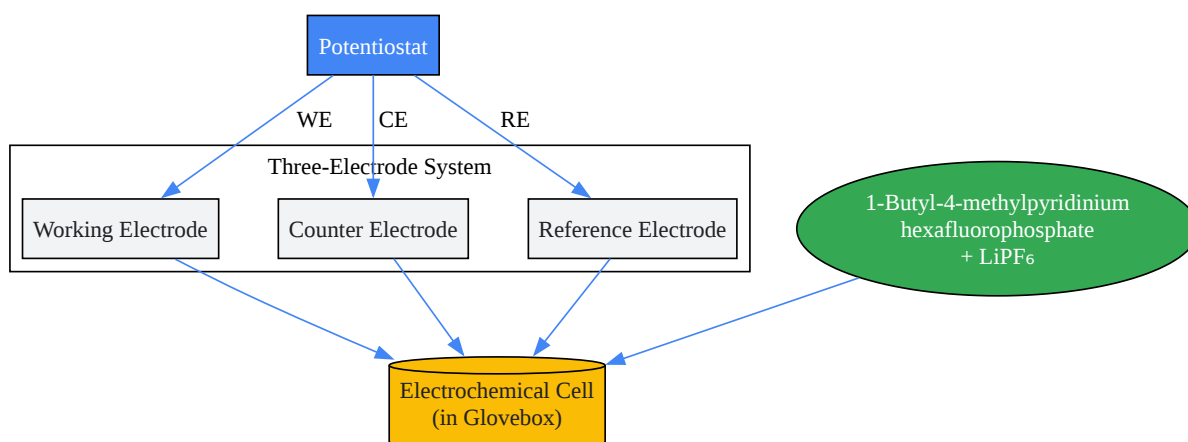 Potentiostat
WE
CE
RE
Three-Electrode System
Working Electrode
Counter Electrode
Reference Electrode
1-Butyl-4-methylpyridinium
hexafluorophosphate
+ LiPF₆
Electrochemical Cell
(in Glovebox)